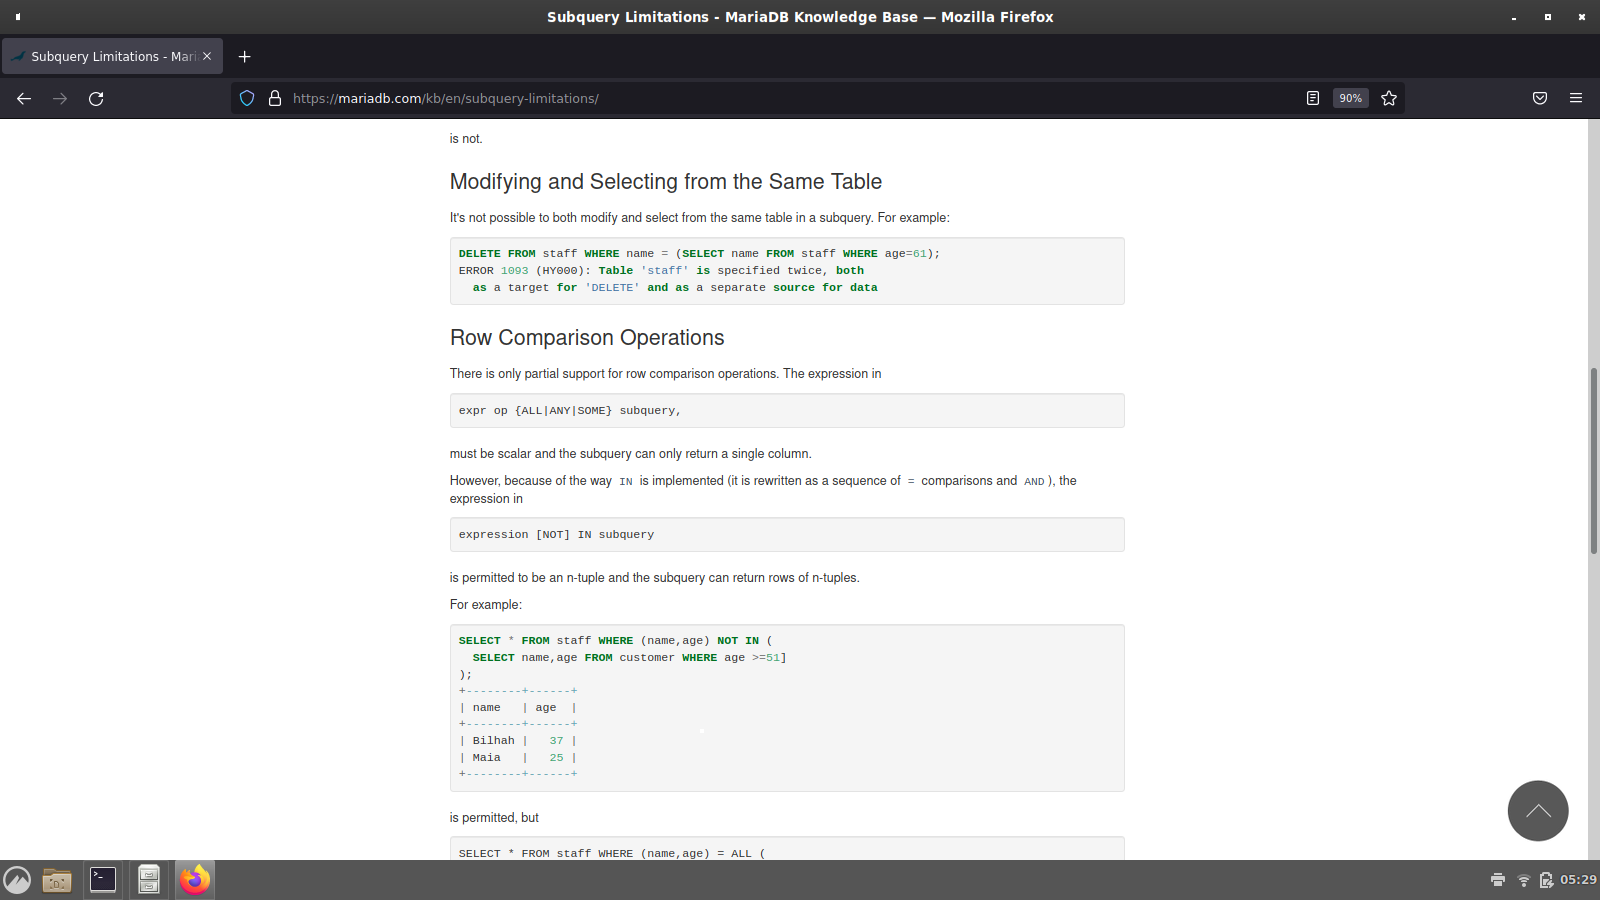 Subquery Limitations - MariaDB Knowledge Base — Mozilla Firefox
Subquery Limitations - Mari
https://mariadb.com/kb/en/subquery-limitations/
90%
is not.
Modifying and Selecting from the Same Table
It's not possible to both modify and select from the same table in a subquery. For example:
DELETE FROM staff WHERE name = (SELECT name FROM staff WHERE age=61);
ERROR 1093 (HY000): Table 'staff' is specified twice, both
as a target for 'DELETE' and as a separate source for data
Row Comparison Operations
There is only partial support for row comparison operations. The expression in
expr op {ALL|ANY|SOME} subquery,
must be scalar and the subquery can only return a single column.
However, because of the way IN is implemented (it is rewritten as a sequence of = comparisons and AND ), the
expression in
expression [NOT] IN subquery
is permitted to be an n-tuple and the subquery can return rows of n-tuples.
For example:
SELECT * FROM staff WHERE (name,age) NOT IN (
SELECT name,age FROM customer WHERE age >=51]
);
+--------+------+
| name   | age  |
+--------+------+
| Bilhah |   37 |
| Maia   |   25 |
+--------+------+
is permitted, but
SELECT * FROM staff WHERE (name,age) = ALL (
05:29